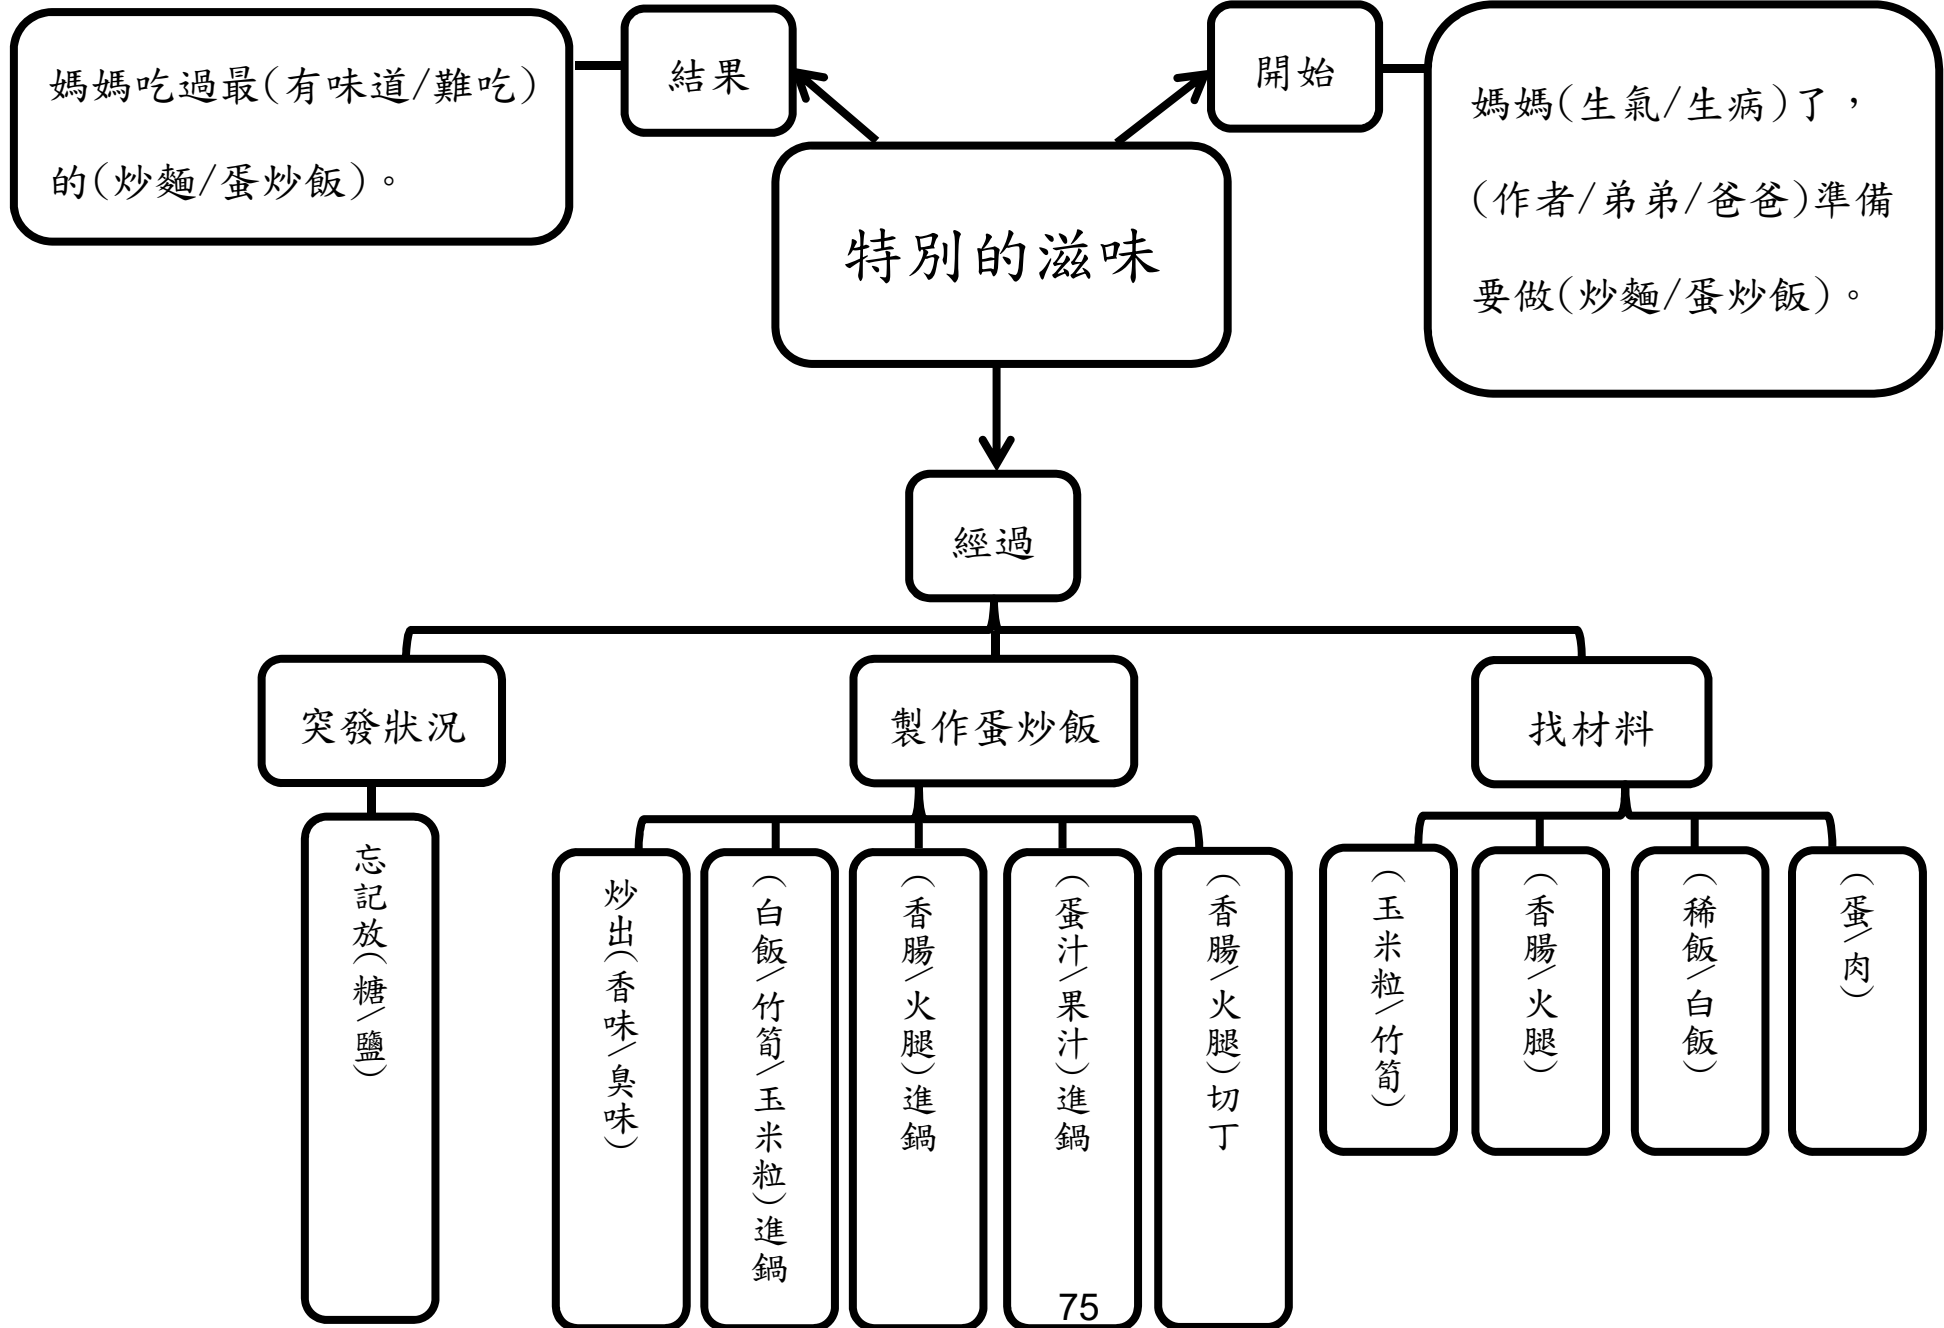 媽媽吃過最(有味道/難吃)
的(炒麵/蛋炒飯)。
結果
開始
媽媽(生氣/生病)了，
(作者/弟弟/爸爸)準備
要做(炒麵/蛋炒飯)。
特別的滋味
經過
突發狀況
製作蛋炒飯
找材料
忘記放(糖/鹽)
炒出(香味/臭味)
(白飯/竹筍/玉米粒)進鍋
(香腸/火腿)進鍋
(蛋汁/果汁)進鍋
(香腸/火腿)切丁
(玉米粒/竹筍)
(香腸/火腿)
(稀飯/白飯)
(蛋/肉)
75